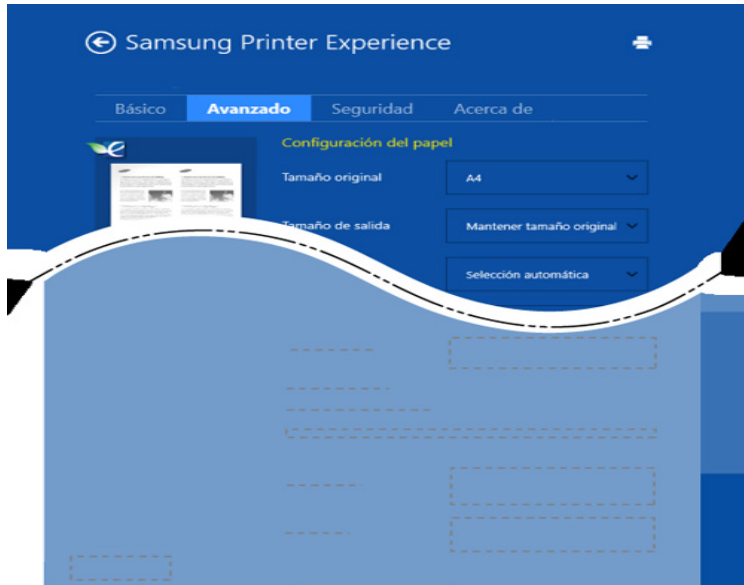 Samsung Printer Experience
Básico Avanzado Seguridad Acerca de
Configuración del papel
Tamaño original A4
Tamaño de salida Mantener tamaño original
Selección automática